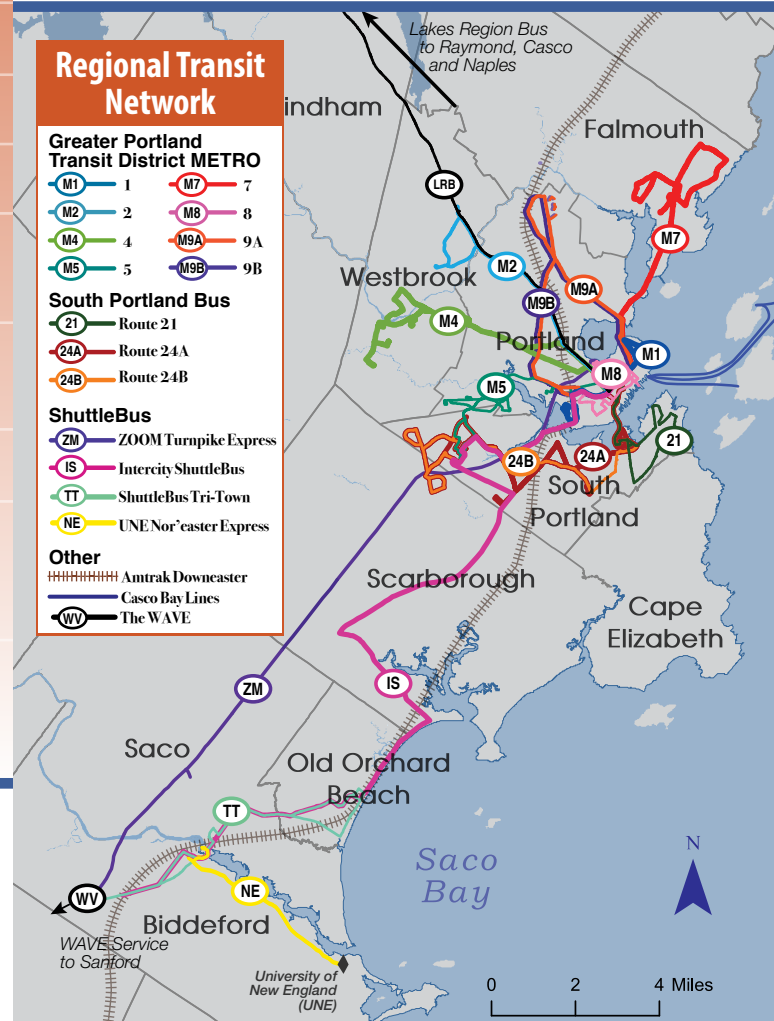 Lakes Region Bus
to Raymond, Casco
and Naples
Regional Transit
Network
Greater Portland
Transit District METRO
M1 1
M7 7
M2 2
M8 8
M4 4
M9A 9A
M5 5
M9B 9B
South Portland Bus
21 Route 21
24A Route 24A
24B Route 24B
ShuttleBus
ZM ZOOM Turnpike Express
IS Intercity ShuttleBus
TT ShuttleBus Tri-Town
NE UNE Nor'easter Express
Other
Amtrak Downeaster
Casco Bay Lines
WV The WAVE
indham
Falmouth
LRB
M7
M2
Westbrook
M9A
M9B
M4
Portland
M1
M8
M5
21
24B
24A
South
Portland
Scarborough
Cape
Elizabeth
IS
ZM
Saco
Old Orchard
Beach
TT
Saco
Bay
N
WV
NE
Biddeford
WAVE Service
to Sanford
University of
New England
(UNE)
0 2 4 Miles